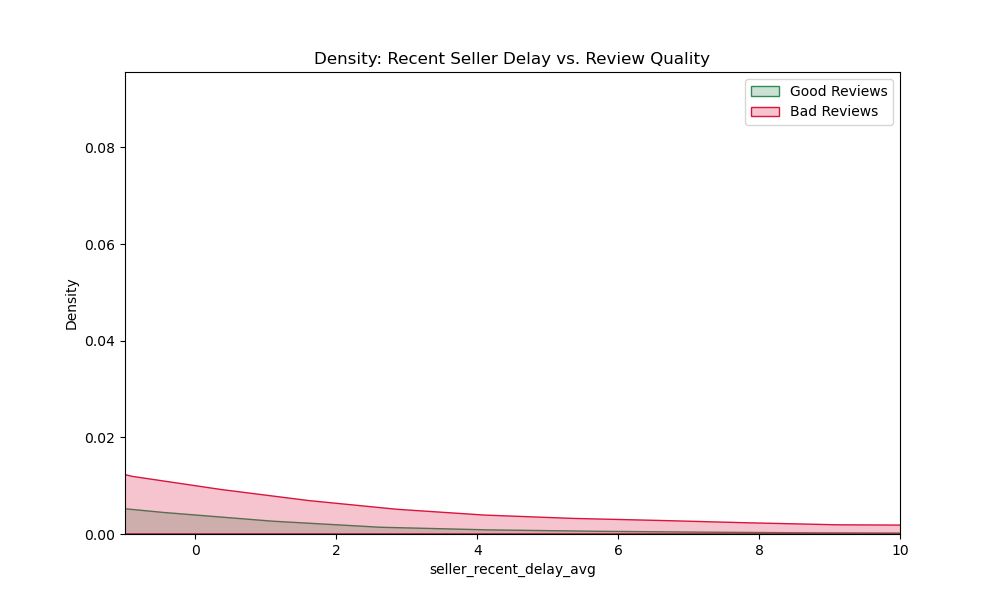 Density: Recent Seller Delay vs. Review Quality
Good Reviews
Bad Reviews
Density
0.08
0.06
0.04
0.02
0.00
0 2 4 6 8 10
seller_recent_delay_avg